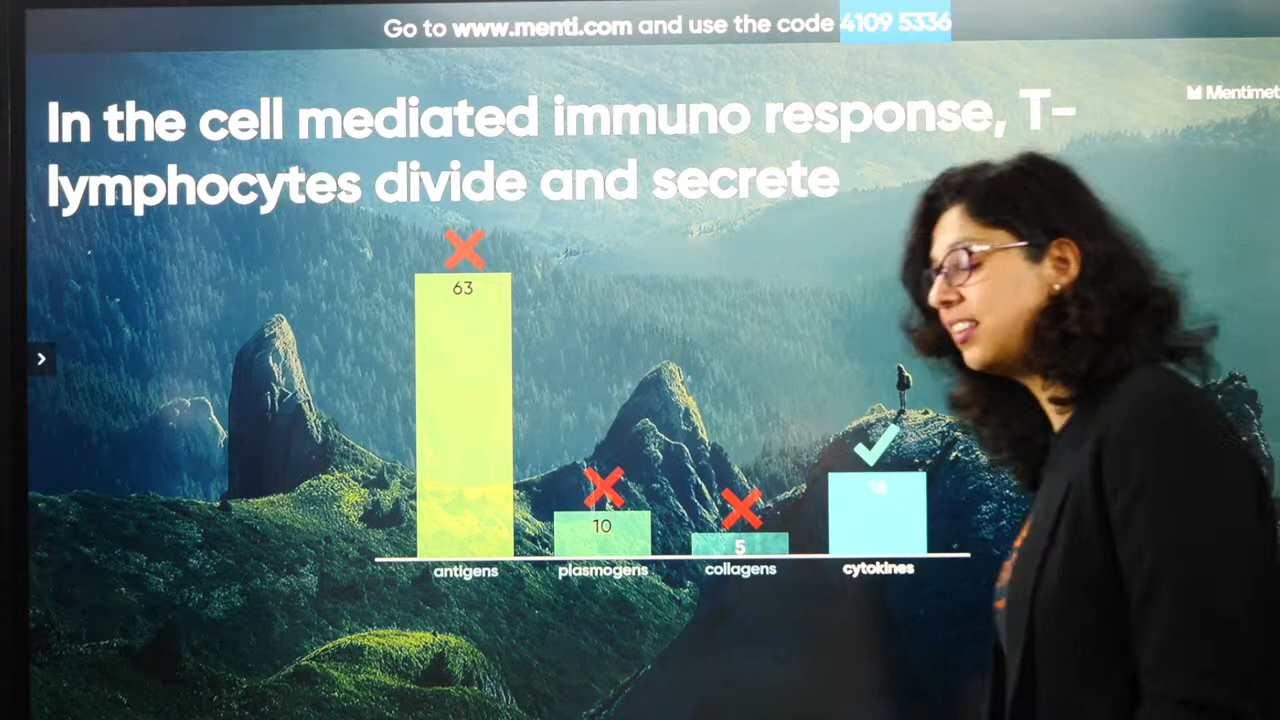 Go to www.menti.com and use the code 4109 5336
Mentimet
In the cell mediated immuno response, T-
lymphocytes divide and secrete
63
10
5
18
antigens
plasmogens
collagens
cytokines